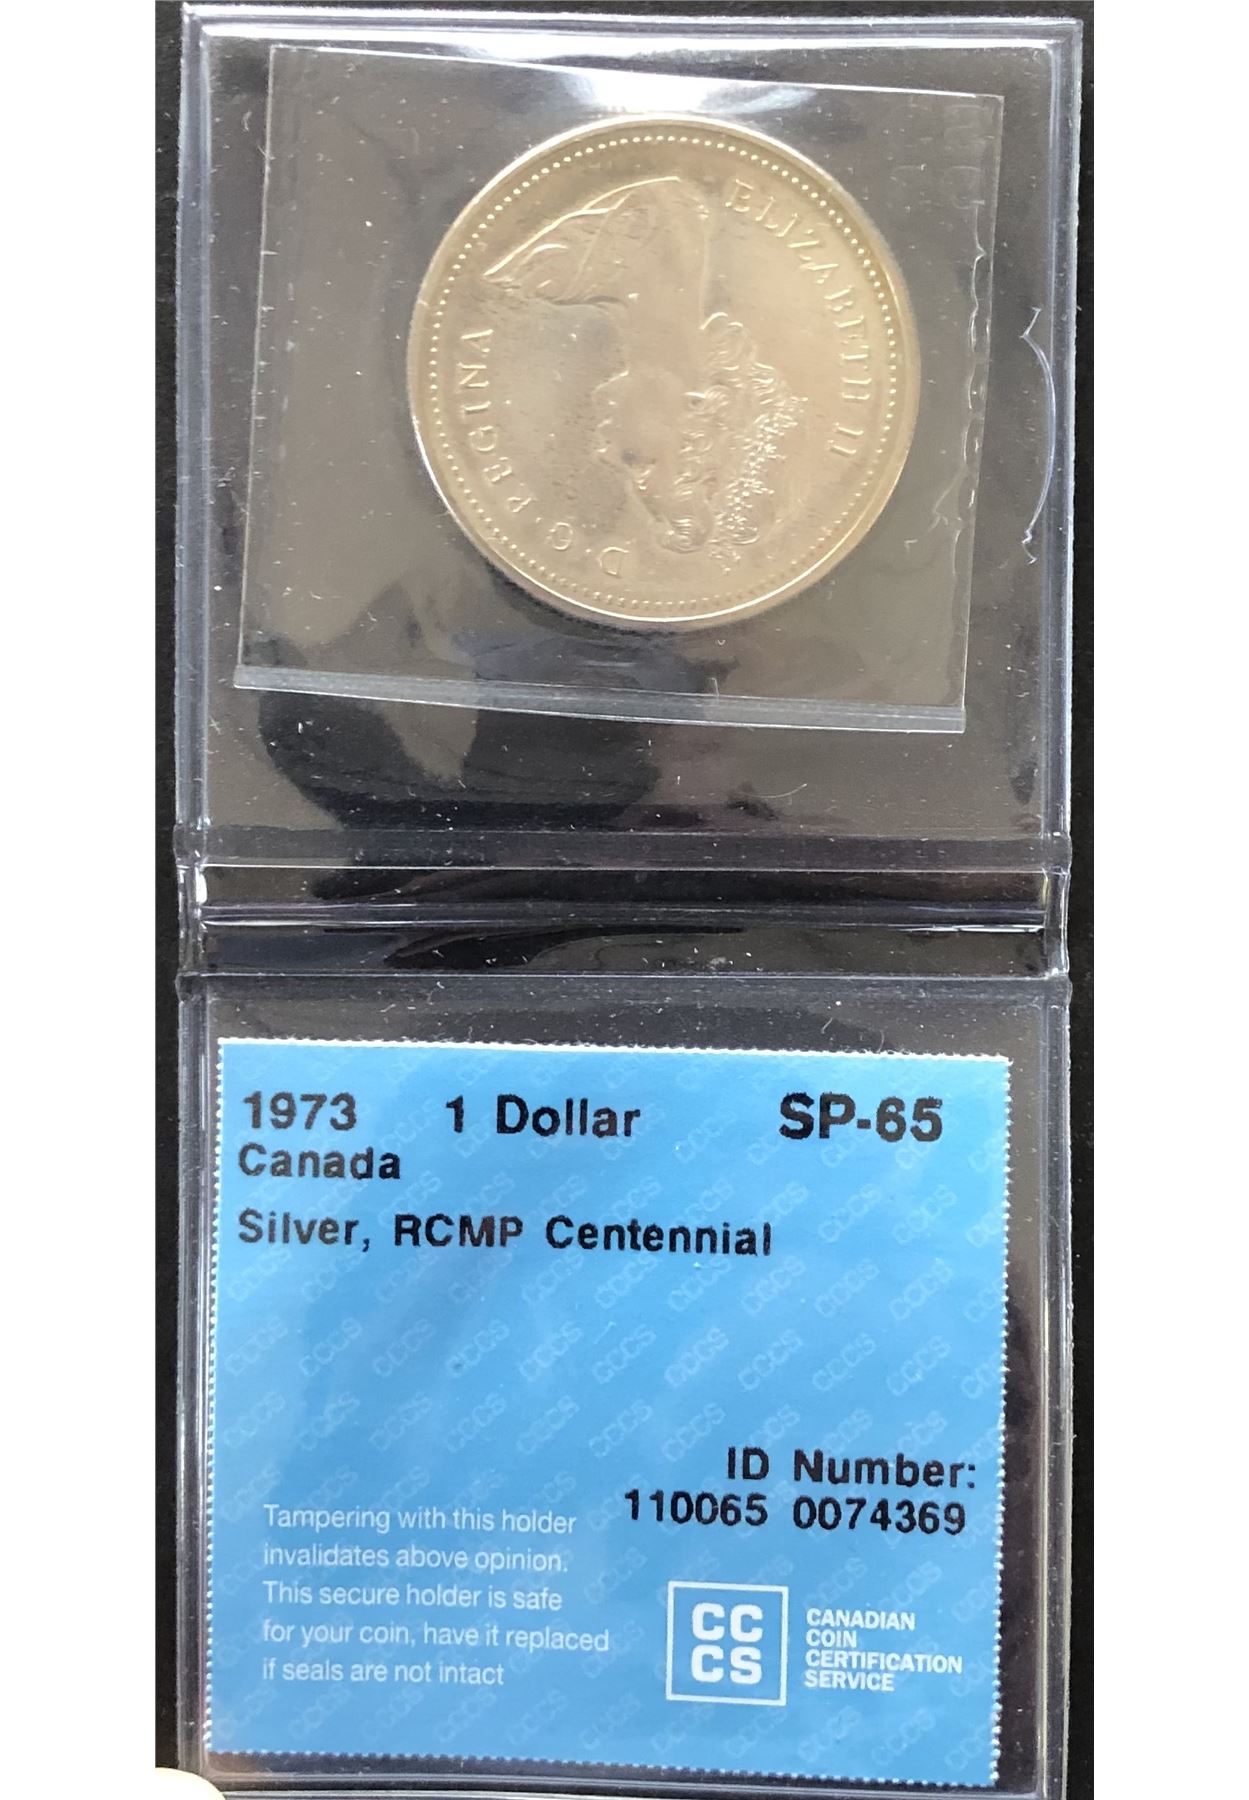 ELIZABETH II D·G·REGINA
1973 1 Dollar SP-65
Canada
Silver, RCMP Centennial
ID Number:
110065 0074369
Tampering with this holder
invalidates above opinion.
This secure holder is safe
for your coin, have it replaced
if seals are not intact
CC
CS
CANADIAN
COIN
CERTIFICATION
SERVICE